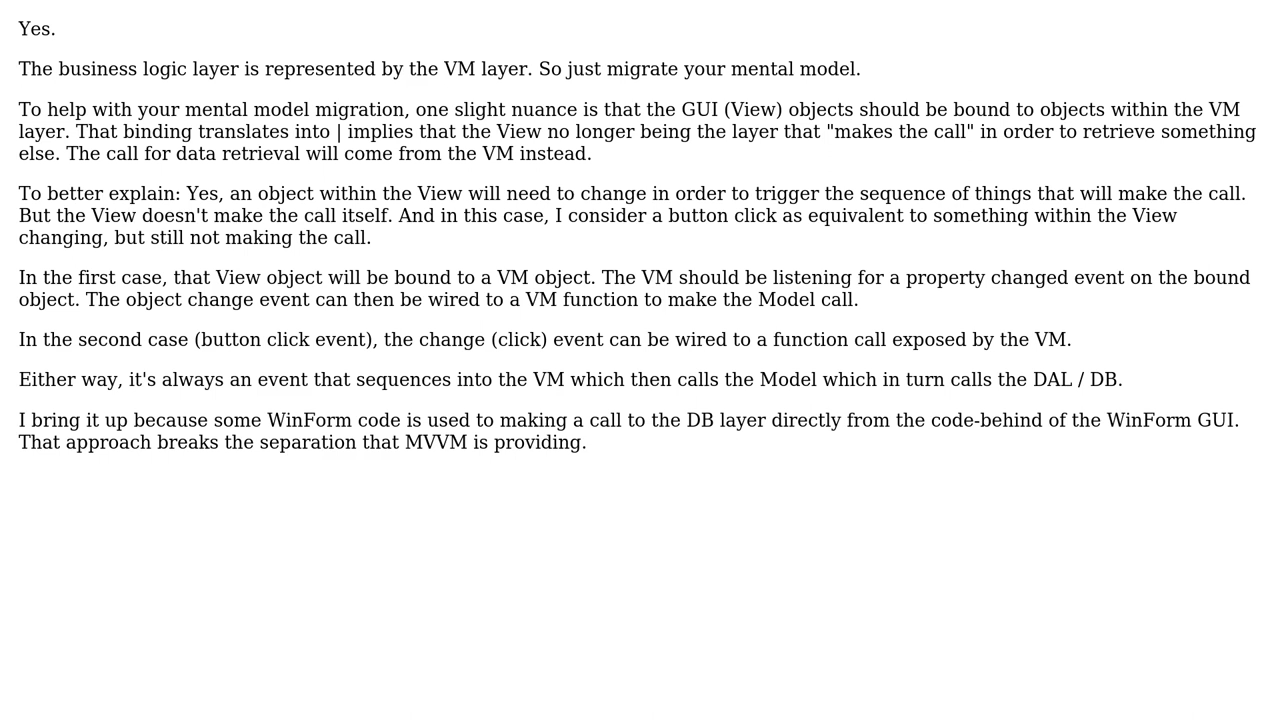 Yes.
The business logic layer is represented by the VM layer. So just migrate your mental model.
To help with your mental model migration, one slight nuance is that the GUI (View) objects should be bound to objects within the VM
layer. That binding translates into | implies that the View no longer being the layer that "makes the call" in order to retrieve something
else. The call for data retrieval will come from the VM instead.
To better explain: Yes, an object within the View will need to change in order to trigger the sequence of things that will make the call.
But the View doesn't make the call itself. And in this case, I consider a button click as equivalent to something within the View
changing, but still not making the call.
In the first case, that View object will be bound to a VM object. The VM should be listening for a property changed event on the bound
object. The object change event can then be wired to a VM function to make the Model call.
In the second case (button click event), the change (click) event can be wired to a function call exposed by the VM.
Either way, it's always an event that sequences into the VM which then calls the Model which in turn calls the DAL / DB.
I bring it up because some WinForm code is used to making a call to the DB layer directly from the code-behind of the WinForm GUI.
That approach breaks the separation that MVVM is providing.